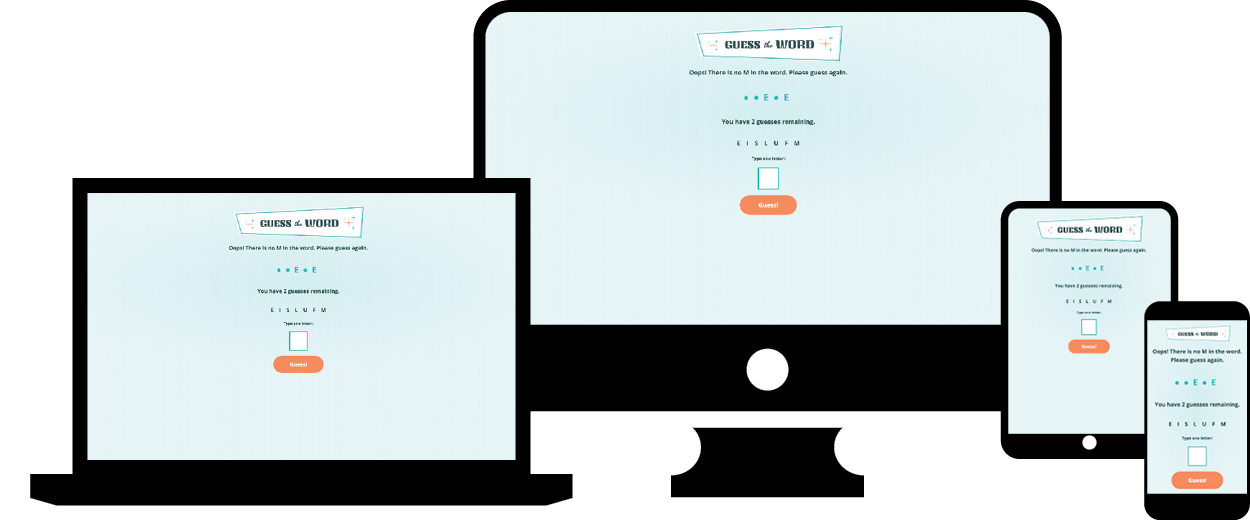 GUESS the WORD
Oops! There is no M in the word. Please guess again.
● ● E ● E
You have 2 guesses remaining.
E I S L U F M
Type one letter:
Guess!
GUESS the WORD
Oops! There is no M in the word. Please guess again.
● ● E ● E
You have 2 guesses remaining.
E I S L U F M
Type one letter:
Guess!
GUESS the WORD
Oops! There is no M in the word. Please guess again.
● ● E ● E
You have 2 guesses remaining.
E I S L U F M
Type one letter:
Guess!
GUESS the WORD
Oops! There is no M in the word.
Please guess again.
● ● E ● E
You have 2 guesses remaining.
E I S L U F M
Type one letter:
Guess!